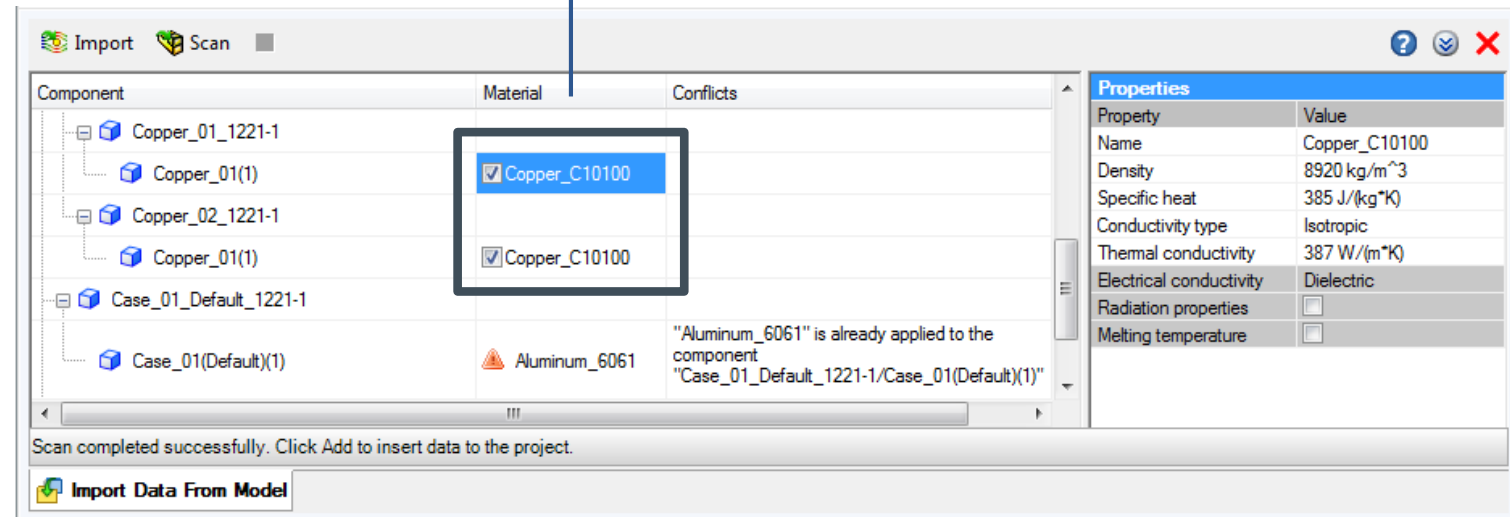 Import Scan
Component Material Conflicts
Copper_01_1221-1
Copper_01(1) Copper_C10100
Copper_02_1221-1
Copper_01(1) Copper_C10100
Case_01_Default_1221-1
Case_01(Default)(1) Aluminum_6061
"Aluminum_6061" is already applied to the
component
"Case_01_Default_1221-1/Case_01(Default)(1)"
Properties
Property Value
Name Copper_C10100
Density 8920 kg/m^3
Specific heat 385 J/(kg*K)
Conductivity type Isotropic
Thermal conductivity 387 W/(m*K)
Electrical conductivity Dielectric
Radiation properties
Melting temperature
Scan completed successfully. Click Add to insert data to the project.
Import Data From Model